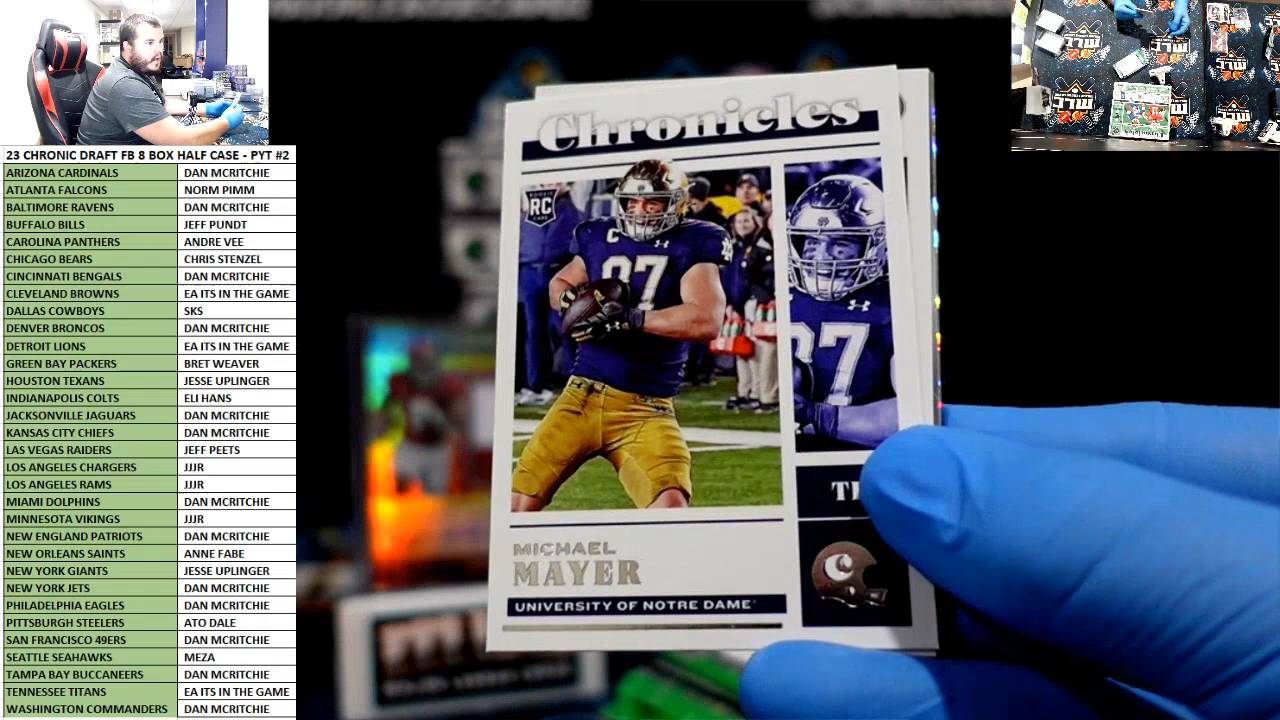 23 CHRONIC DRAFT FB 8 BOX HALF CASE - PYT #2
ARIZONA CARDINALS DAN MCRITCHIE
ATLANTA FALCONS NORM PIMM
BALTIMORE RAVENS DAN MCRITCHIE
BUFFALO BILLS JEFF PUNDT
CAROLINA PANTHERS ANDRE VEE
CHICAGO BEARS CHRIS STENZEL
CINCINNATI BENGALS DAN MCRITCHIE
CLEVELAND BROWNS EA ITS IN THE GAME
DALLAS COWBOYS SKS
DENVER BRONCOS DAN MCRITCHIE
DETROIT LIONS EA ITS IN THE GAME
GREEN BAY PACKERS BRET WEAVER
HOUSTON TEXANS JESSE UPLINGER
INDIANAPOLIS COLTS ELI HANS
JACKSONVILLE JAGUARS DAN MCRITCHIE
KANSAS CITY CHIEFS DAN MCRITCHIE
LAS VEGAS RAIDERS JEFF PEETS
LOS ANGELES CHARGERS JJJR
LOS ANGELES RAMS JJJR
MIAMI DOLPHINS DAN MCRITCHIE
MINNESOTA VIKINGS JJJR
NEW ENGLAND PATRIOTS DAN MCRITCHIE
NEW ORLEANS SAINTS ANNE FABE
NEW YORK GIANTS JESSE UPLINGER
NEW YORK JETS DAN MCRITCHIE
PHILADELPHIA EAGLES DAN MCRITCHIE
PITTSBURGH STEELERS ATO DALE
SAN FRANCISCO 49ERS DAN MCRITCHIE
SEATTLE SEAHAWKS MEZA
TAMPA BAY BUCCANEERS DAN MCRITCHIE
TENNESSEE TITANS EA ITS IN THE GAME
WASHINGTON COMMANDERS DAN MCRITCHIE
Chronicles
RC
C
87
87
MICHAEL
MAYER
UNIVERSITY OF NOTRE DAME
C